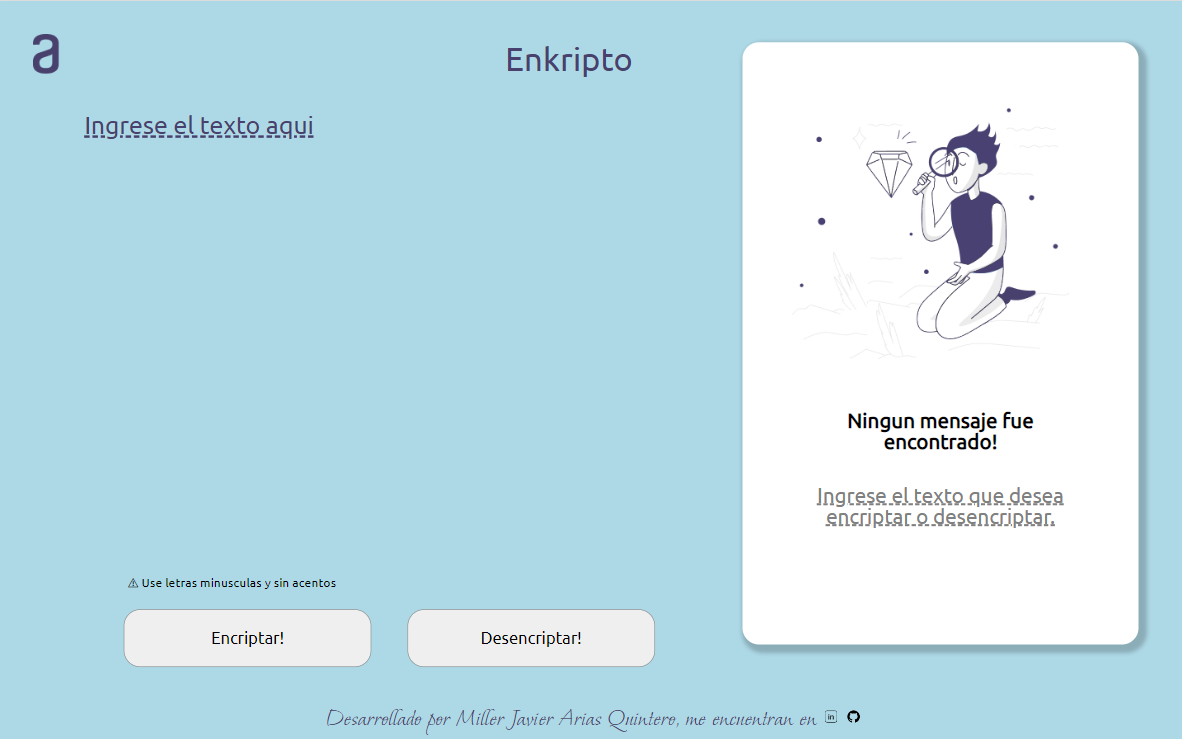 a
Enkripto
Ingrese el texto aqui
Ningun mensaje fue
encontrado!
Ingrese el texto que desea
encriptar o desencriptar.
⚠ Use letras minusculas y sin acentos
Encriptar!
Desencriptar!
Desarrollado por Miller Javier Arias Quintero, me encuentran en in